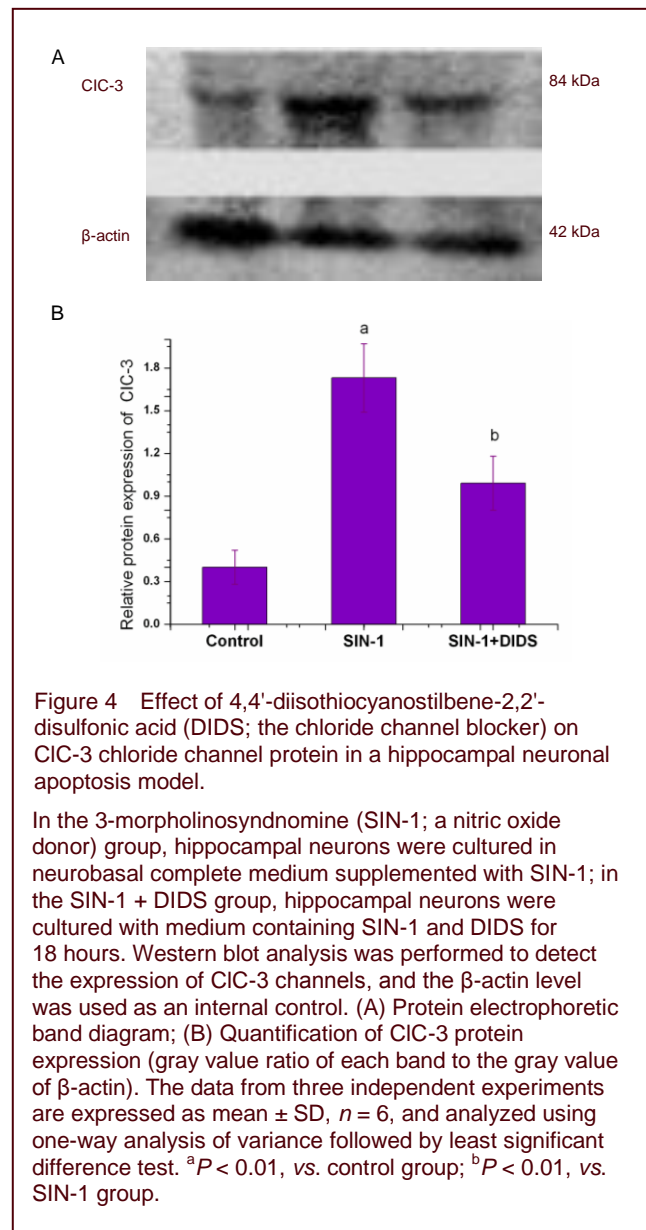 A
ClC-3
84 kDa
β-actin
42 kDa
B
Relative protein expression of ClC-3
1.8
1.5
1.2
0.9
0.6
0.3
0.0
a
b
Control
SIN-1
SIN-1+DIDS
Figure 4 Effect of 4,4'-diisothiocyanostilbene-2,2'-
disulfonic acid (DIDS; the chloride channel blocker) on
ClC-3 chloride channel protein in a hippocampal neuronal
apoptosis model.
In the 3-morpholinosyndnomine (SIN-1; a nitric oxide
donor) group, hippocampal neurons were cultured in
neurobasal complete medium supplemented with SIN-1; in
the SIN-1 + DIDS group, hippocampal neurons were
cultured with medium containing SIN-1 and DIDS for
18 hours. Western blot analysis was performed to detect
the expression of ClC-3 channels, and the β-actin level
was used as an internal control. (A) Protein electrophoretic
band diagram; (B) Quantification of ClC-3 protein
expression (gray value ratio of each band to the gray value
of β-actin). The data from three independent experiments
are expressed as mean ± SD, n = 6, and analyzed using
one-way analysis of variance followed by least significant
difference test. aP < 0.01, vs. control group; bP < 0.01, vs.
SIN-1 group.